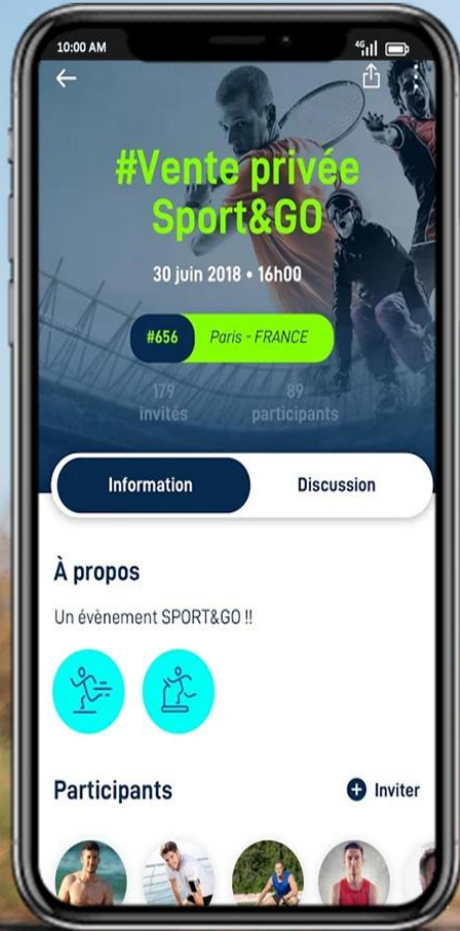 10:00 AM
4G
#Vente privée
Sport&GO
30 juin 2018 • 16h00
#656 Paris - FRANCE
179 89
invités participants
Information Discussion
À propos
Un évènement SPORT&GO !!
Participants Inviter